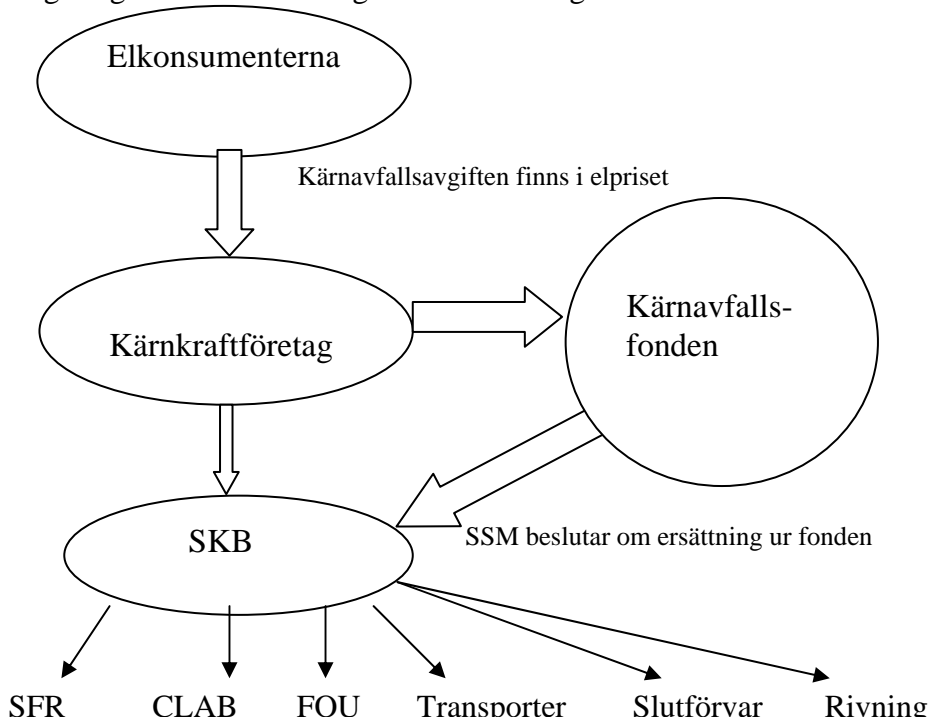 Elkonsumenterna
Kärnavfallsavgiften finns i elpriset
Kärnkraftföretag
Kärnavfalls-
fonden
SKB
SSM beslutar om ersättning ur fonden
SFR CLAB FOU Transporter Slutförvar Rivning